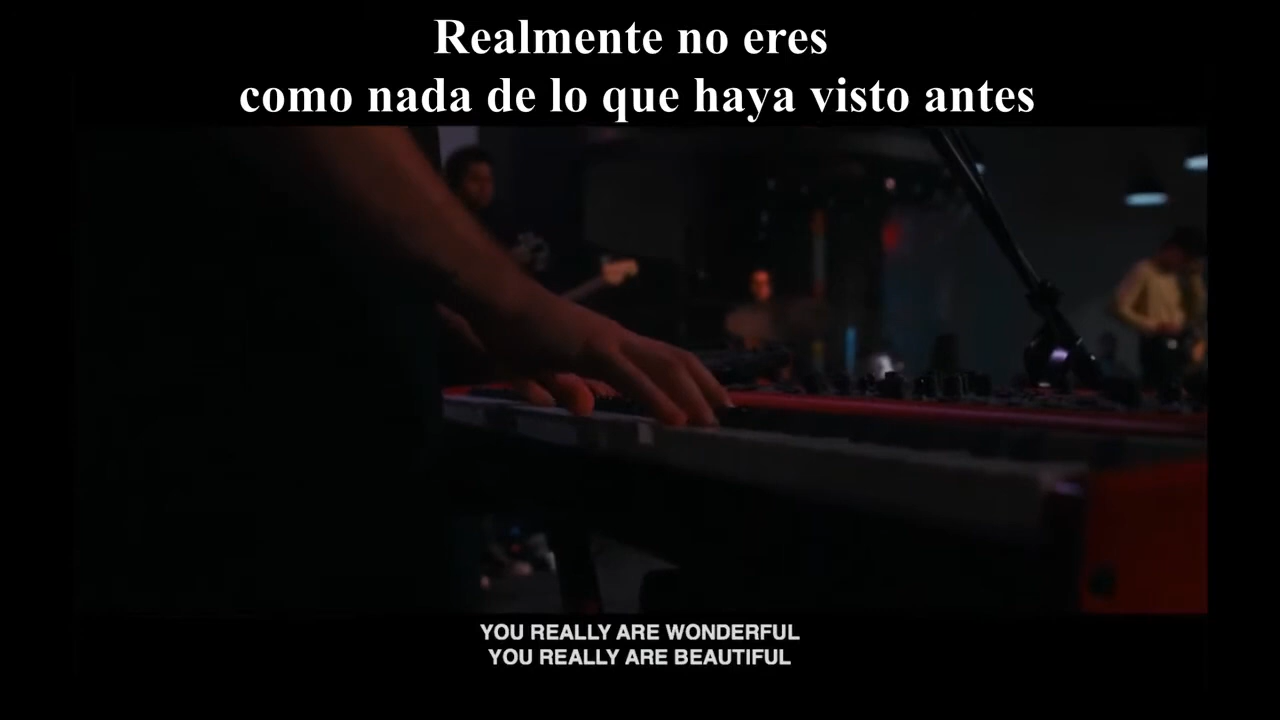 Realmente no eres
como nada de lo que haya visto antes
YOU REALLY ARE WONDERFUL
YOU REALLY ARE BEAUTIFUL